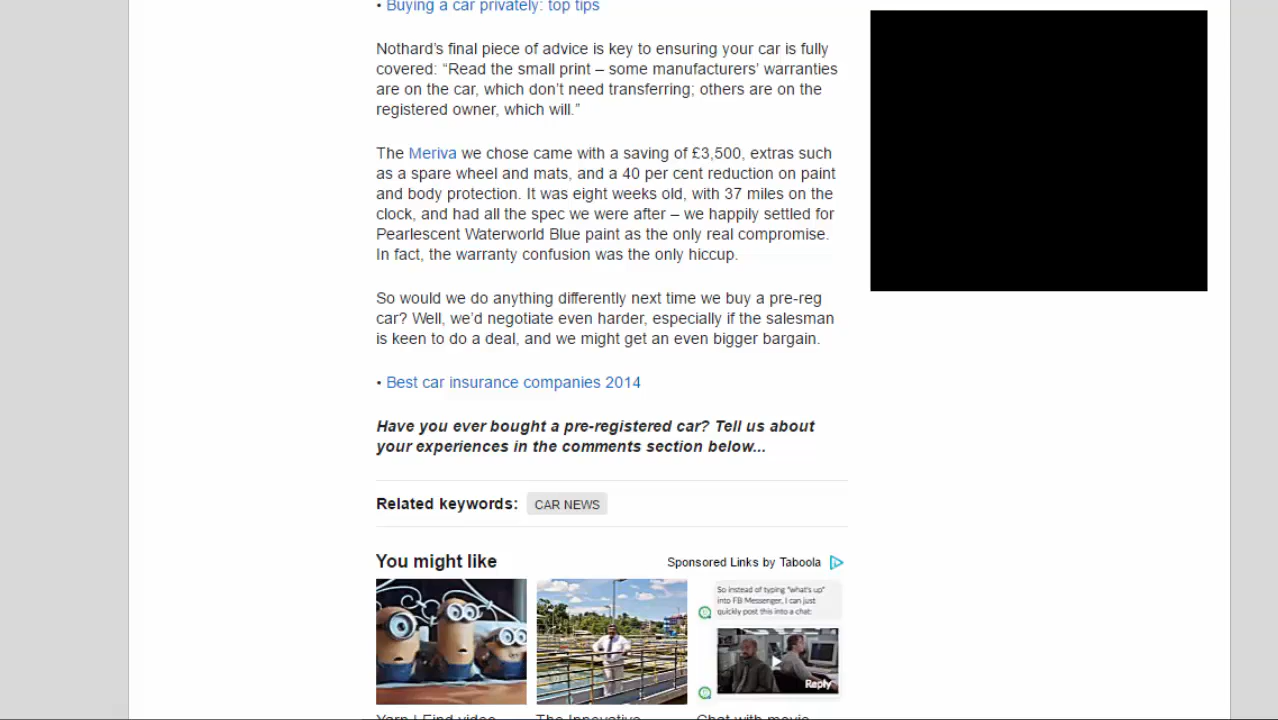 • Buying a car privately: top tips
Nothard’s final piece of advice is key to ensuring your car is fully
covered: “Read the small print – some manufacturers’ warranties
are on the car, which don’t need transferring; others are on the
registered owner, which will.”
The Meriva we chose came with a saving of £3,500, extras such
as a spare wheel and mats, and a 40 per cent reduction on paint
and body protection. It was eight weeks old, with 37 miles on the
clock, and had all the spec we were after – we happily settled for
Pearlescent Waterworld Blue paint as the only real compromise.
In fact, the warranty confusion was the only hiccup.
So would we do anything differently next time we buy a pre-reg
car? Well, we’d negotiate even harder, especially if the salesman
is keen to do a deal, and we might get an even bigger bargain.
• Best car insurance companies 2014
Have you ever bought a pre-registered car? Tell us about
your experiences in the comments section below...
Related keywords: CAR NEWS
You might like
Sponsored Links by Taboola
So instead of typing “what’s up”
into FB Messenger, I can just
quickly post this into a chat:
Reply
Yarn | Find video
The Innovative
Chat with movie